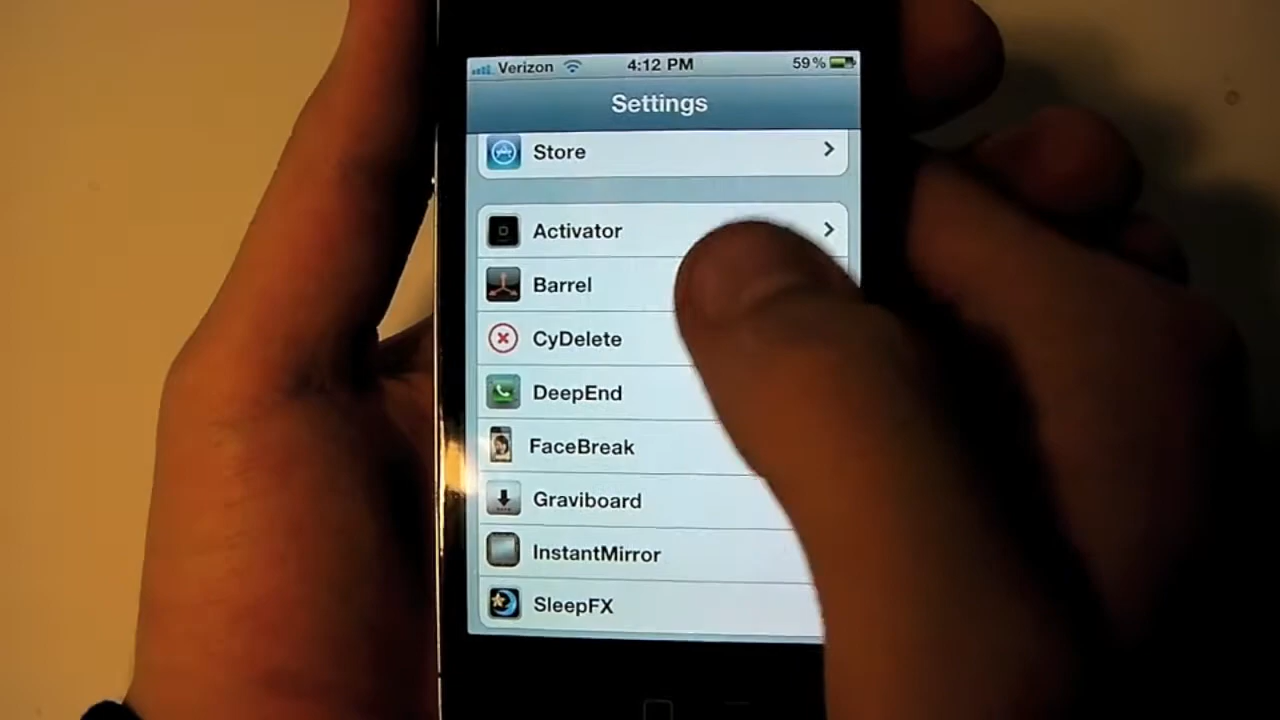 Verizon 4:12 PM 59%
Settings
Store
Activator
Barrel
CyDelete
DeepEnd
FaceBreak
Graviboard
InstantMirror
SleepFX